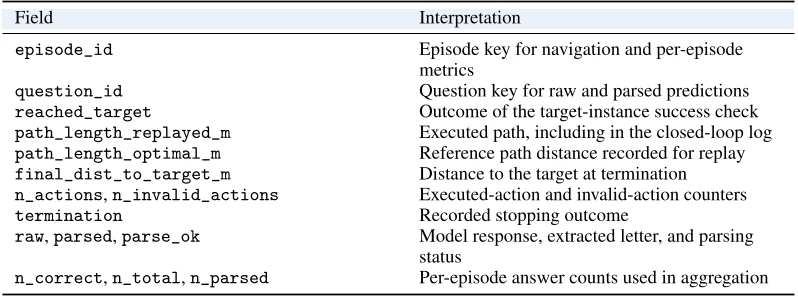 Field Interpretation
episode_id Episode key for navigation and per-episode
metrics
question_id Question key for raw and parsed predictions
reached_target Outcome of the target-instance success check
path_length_replayed_m Executed path, including in the closed-loop log
path_length_optimal_m Reference path distance recorded for replay
final_dist_to_target_m Distance to the target at termination
n_actions, n_invalid_actions Executed-action and invalid-action counters
termination Recorded stopping outcome
raw, parsed, parse_ok Model response, extracted letter, and parsing
status
n_correct, n_total, n_parsed Per-episode answer counts used in aggregation